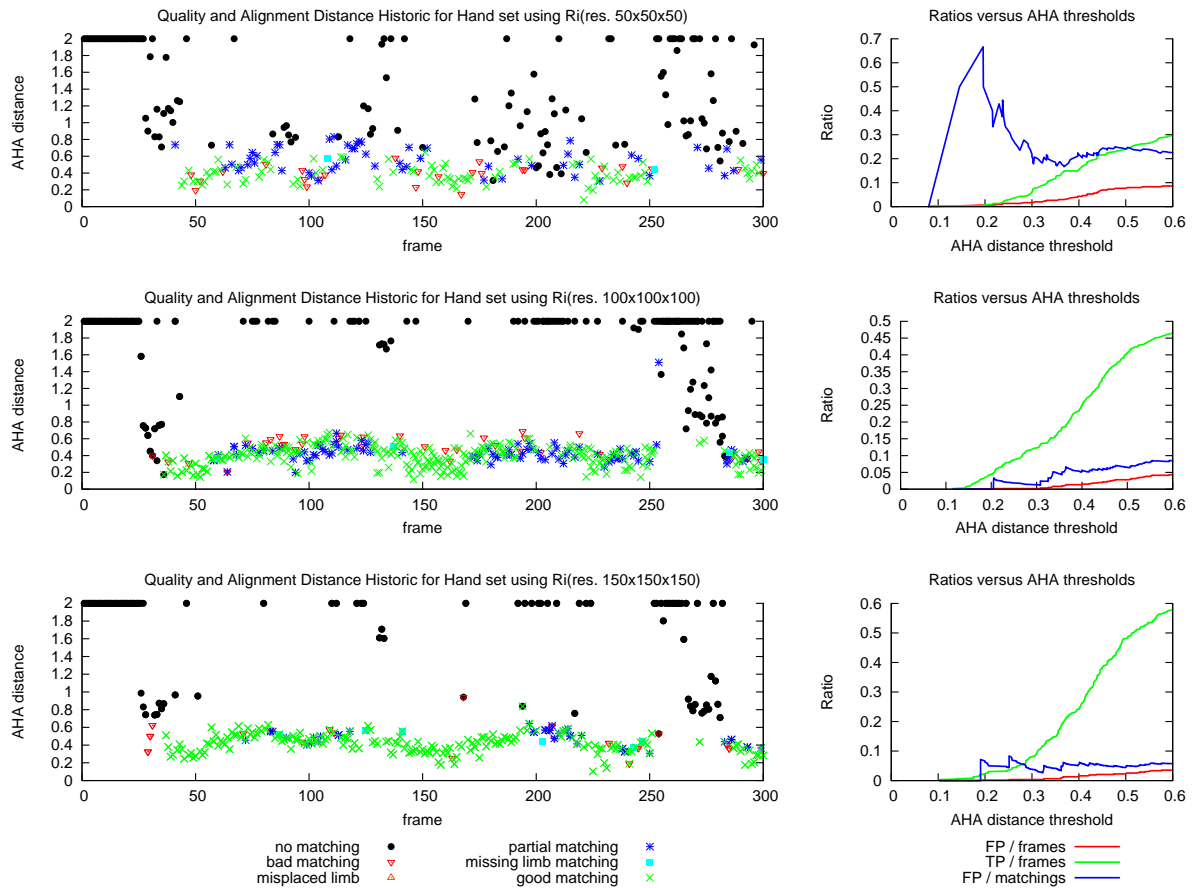 Quality and Alignment Distance Historic for Hand set using Ri(res. 50x50x50)
AHA distance
2
1.8
1.6
1.4
1.2
1
0.8
0.6
0.4
0.2
0
0 50 100 150 200 250 300
frame
Ratios versus AHA thresholds
Ratio
0.7
0.6
0.5
0.4
0.3
0.2
0.1
0
0 0.1 0.2 0.3 0.4 0.5 0.6
AHA distance threshold
Quality and Alignment Distance Historic for Hand set using Ri(res. 100x100x100)
AHA distance
2
1.8
1.6
1.4
1.2
1
0.8
0.6
0.4
0.2
0
0 50 100 150 200 250 300
frame
Ratios versus AHA thresholds
Ratio
0.5
0.45
0.4
0.35
0.3
0.25
0.2
0.15
0.1
0.05
0
0 0.1 0.2 0.3 0.4 0.5 0.6
AHA distance threshold
Quality and Alignment Distance Historic for Hand set using Ri(res. 150x150x150)
AHA distance
2
1.8
1.6
1.4
1.2
1
0.8
0.6
0.4
0.2
0
0 50 100 150 200 250 300
frame
Ratios versus AHA thresholds
Ratio
0.6
0.5
0.4
0.3
0.2
0.1
0
0 0.1 0.2 0.3 0.4 0.5 0.6
AHA distance threshold
no matching
bad matching
misplaced limb
partial matching
missing limb matching
good matching
FP / frames
TP / frames
FP / matchings